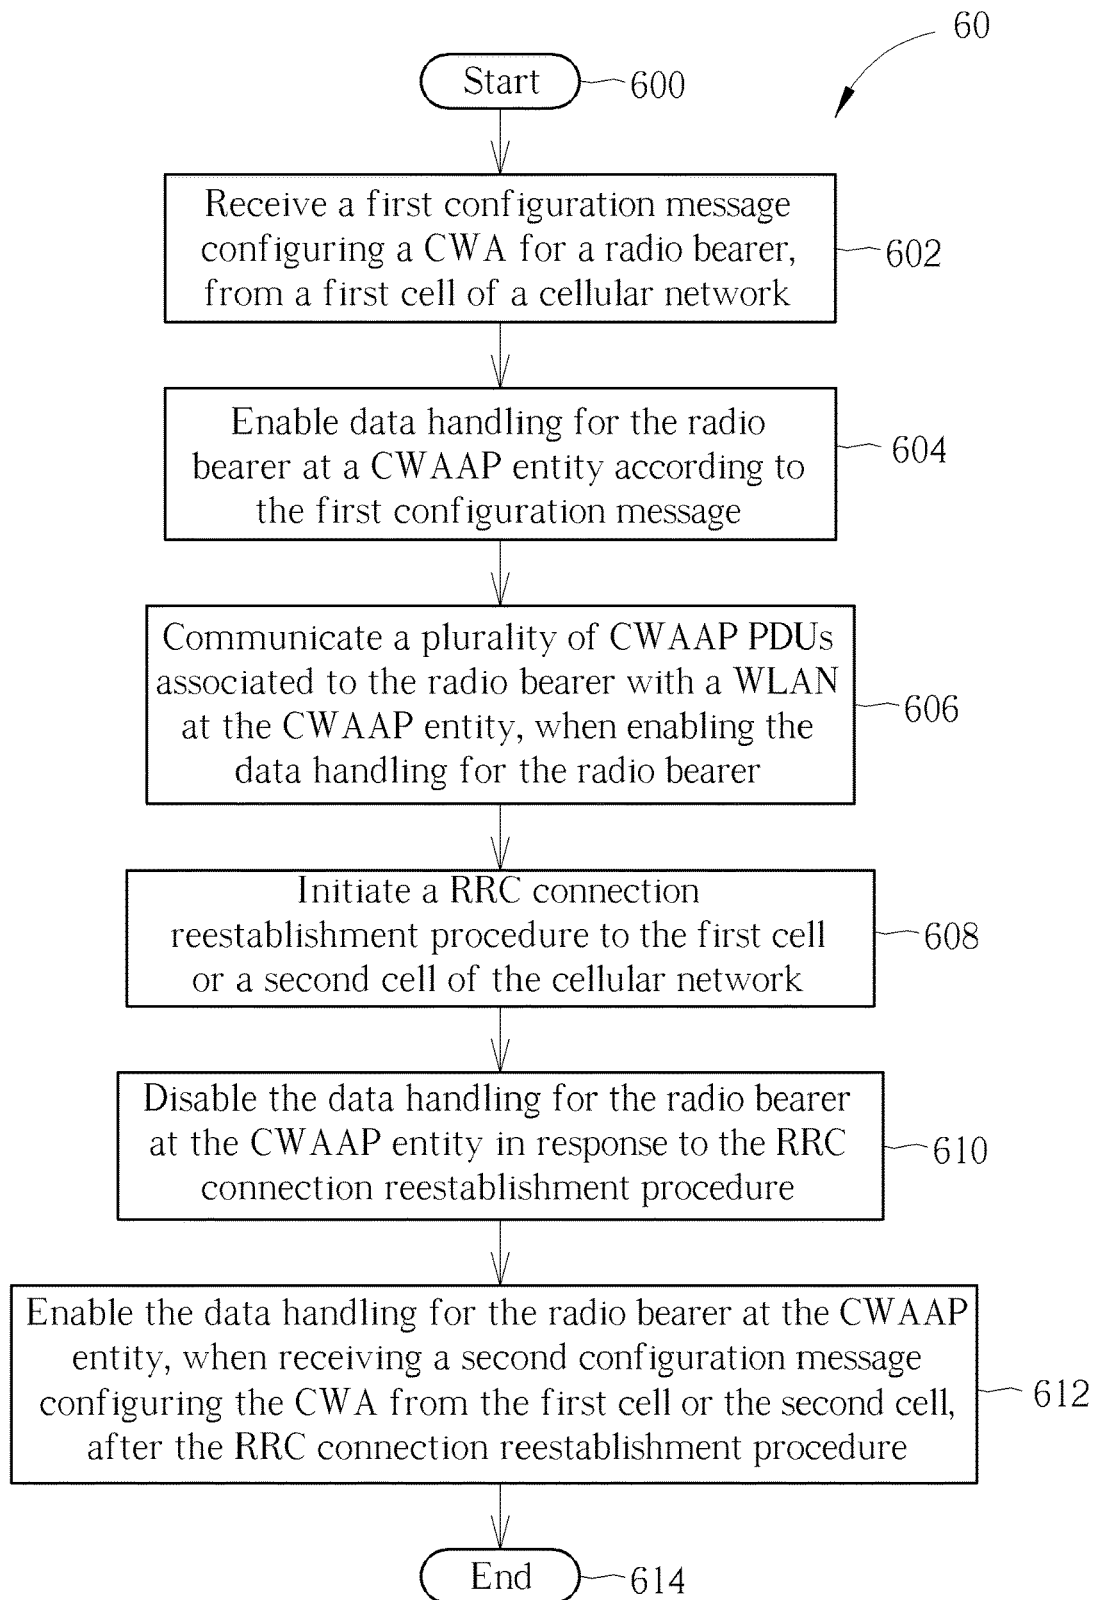 60
Start
600
Receive a first configuration message
configuring a CWA for a radio bearer,
from a first cell of a cellular network
602
Enable data handling for the radio
bearer at a CWAAP entity according to
the first configuration message
604
Communicate a plurality of CWAAP PDUs
associated to the radio bearer with a WLAN
at the CWAAP entity, when enabling the
data handling for the radio bearer
606
Initiate a RRC connection
reestablishment procedure to the first cell
or a second cell of the cellular network
608
Disable the data handling for the radio bearer
at the CWAAP entity in response to the RRC
connection reestablishment procedure
610
Enable the data handling for the radio bearer at the CWAAP
entity, when receiving a second configuration message
configuring the CWA from the first cell or the second cell,
after the RRC connection reestablishment procedure
612
End
614